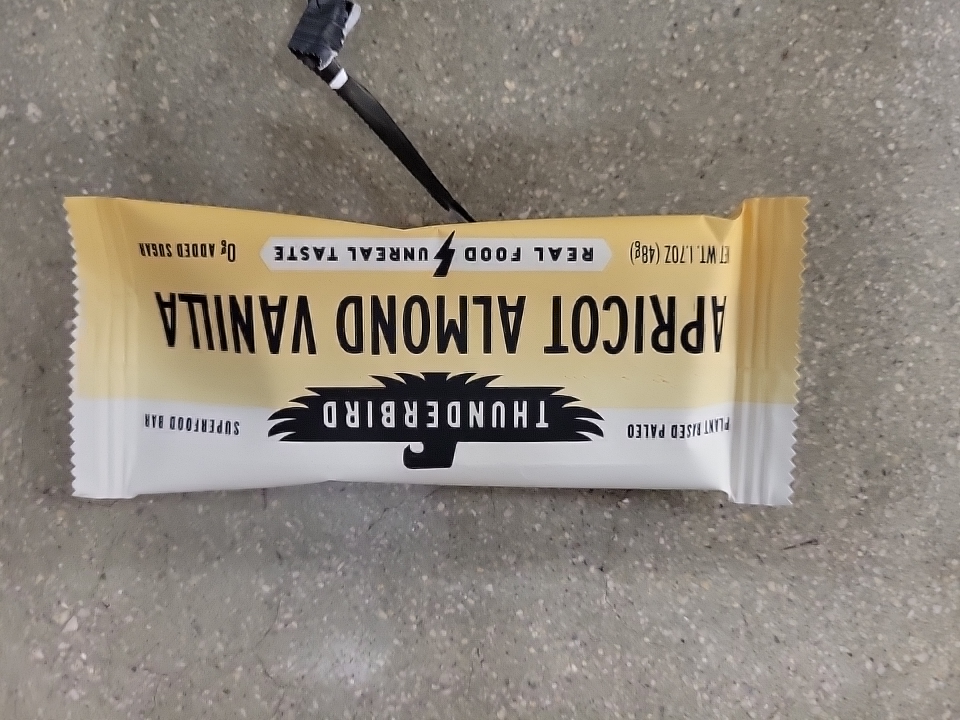 PLANT BASED PALEO
THUNDERBIRD
SUPERFOOD BAR
APRICOT ALMOND VANILLA
NET WT. 1.7OZ (48g)
REAL FOOD UNREAL TASTE
0g ADDED SUGAR